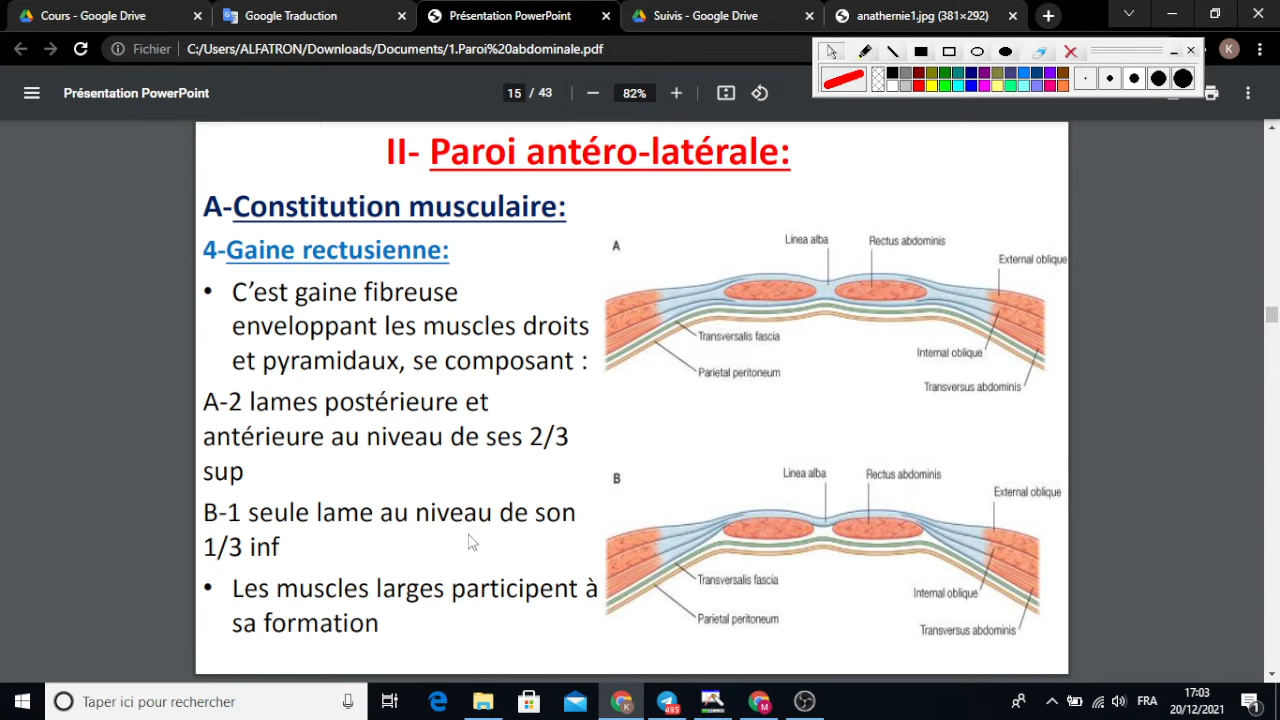 Cours - Google Drive
Google Traduction
Présentation PowerPoint
Suivis - Google Drive
anathemie1.jpg (381×292)
Fichier
C:/Users/ALFATRON/Downloads/Documents/1.Paroi%20abdominale.pdf
K
Présentation PowerPoint
15 / 43
82%
II- Paroi antéro-latérale:
A-Constitution musculaire:
4-Gaine rectusienne:
• C'est gaine fibreuse
enveloppant les muscles droits
et pyramidaux, se composant :
A-2 lames postérieure et
antérieure au niveau de ses 2/3
sup
B-1 seule lame au niveau de son
1/3 inf
• Les muscles larges participent à
sa formation
A
Linea alba
Rectus abdominis
External oblique
Transversalis fascia
Internal oblique
Parietal peritoneum
Transversus abdominis
B
Linea alba
Rectus abdominis
External oblique
Transversalis fascia
Internal oblique
Parietal peritoneum
Transversus abdominis
Taper ici pour rechercher
K
495
M
FRA
17:03
20/12/2021
1